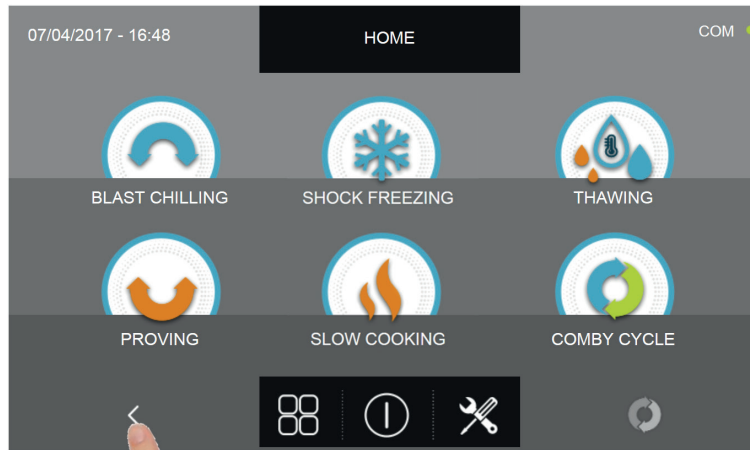 07/04/2017 - 16:48
HOME
COM
BLAST CHILLING
SHOCK FREEZING
THAWING
PROVING
SLOW COOKING
COMBY CYCLE